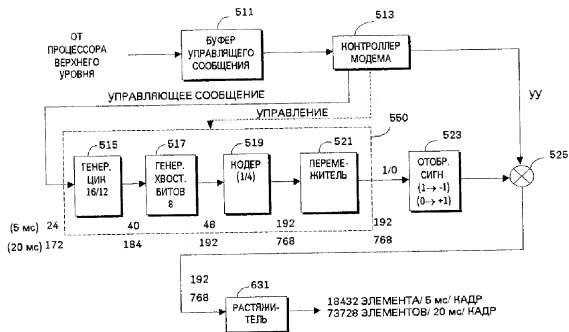 511
513
ОТ
ПРОЦЕССОРА
ВЕРХНЕГО
УРОВНЯ
БУФЕР
УПРАВЛЯЩЕГО
СООБЩЕНИЯ
КОНТРОЛЛЕР
МОДЕМА
УПРАВЛЯЮЩЕЕ СООБЩЕНИЕ
УПРАВЛЕНИЕ
УУ
550
515
517
519
521
523
525
ГЕНЕР.
ЦИК
16/12
ГЕНЕР.
ХВОСТ.
БИТОВ
8
КОДЕР
(1/4)
ПЕРЕМЕ-
ЖИТЕЛЬ
1/0
ОТОБР.
СИГН.
(1→ -1)
(0→ +1)
(5 мс) 24 40 48 192 192
(20 мс) 172 184 192 768 768
192
768
631
РАСТЯЖИ-
ТЕЛЬ
18432 ЭЛЕМЕНТА/ 5 мс/ КАДР
73728 ЭЛЕМЕНТОВ/ 20 мс/ КАДР